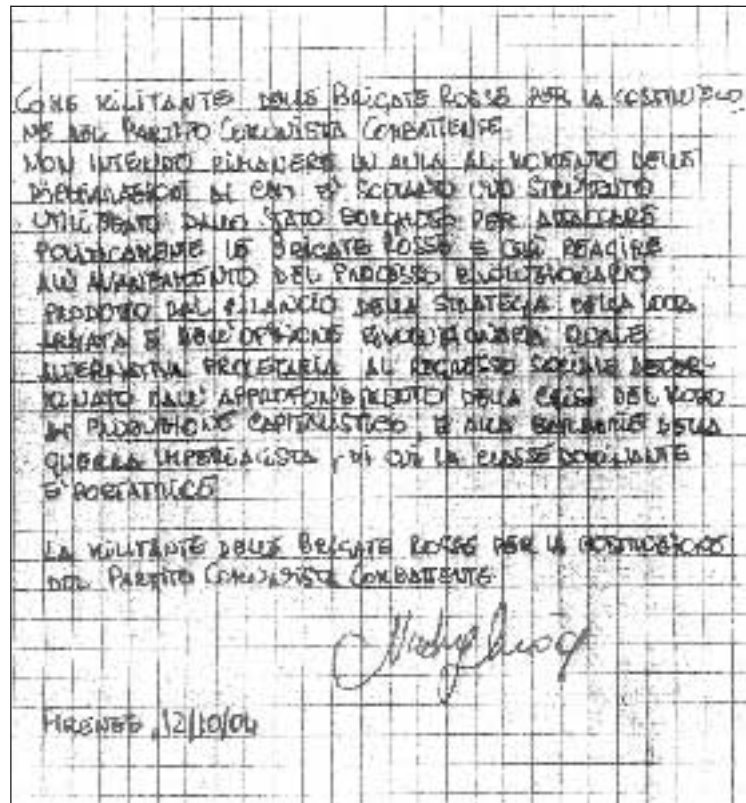 COME MILITANTE DELLE BRIGATE ROSSE PER LA COSTRUZIO
NE DEL PARTITO COMUNISTA COMBATTENTE
NON INTENDO RIMANERE IN AULA AL MOMENTO DELLE
DICHIARAZIONI DI CHI È SOLTANTO UNO STRUMENTO
UTILIZZATO DALLO STATO BORGHESE PER ATTACCARE
POLITICAMENTE LE BRIGATE ROSSE E COSÌ REAGIRE
ALL'AVANZAMENTO DEL PROCESSO RIVOLUZIONARIO
PRODOTTO DAL RILANCIO DELLA STRATEGIA DELLA LOTTA
ARMATA E DELL'OPZIONE RIVOLUZIONARIA QUALE
ALTERNATIVA PROLETARIA AL REGRESSO SOCIALE DETER-
MINATO DALL'APPROFONDIMENTO DELLA CRISI DEL MODO
DI PRODUZIONE CAPITALISTICO, E ALLA BARBARIE DELLA
GUERRA IMPERIALISTA, DI CUI LA CLASSE DOMINANTE
È PORTATRICE
LA MILITANTE DELLE BRIGATE ROSSE PER LA COSTRUZIONE
DEL PARTITO COMUNISTA COMBATTENTE
FIRENZE, 12/10/04